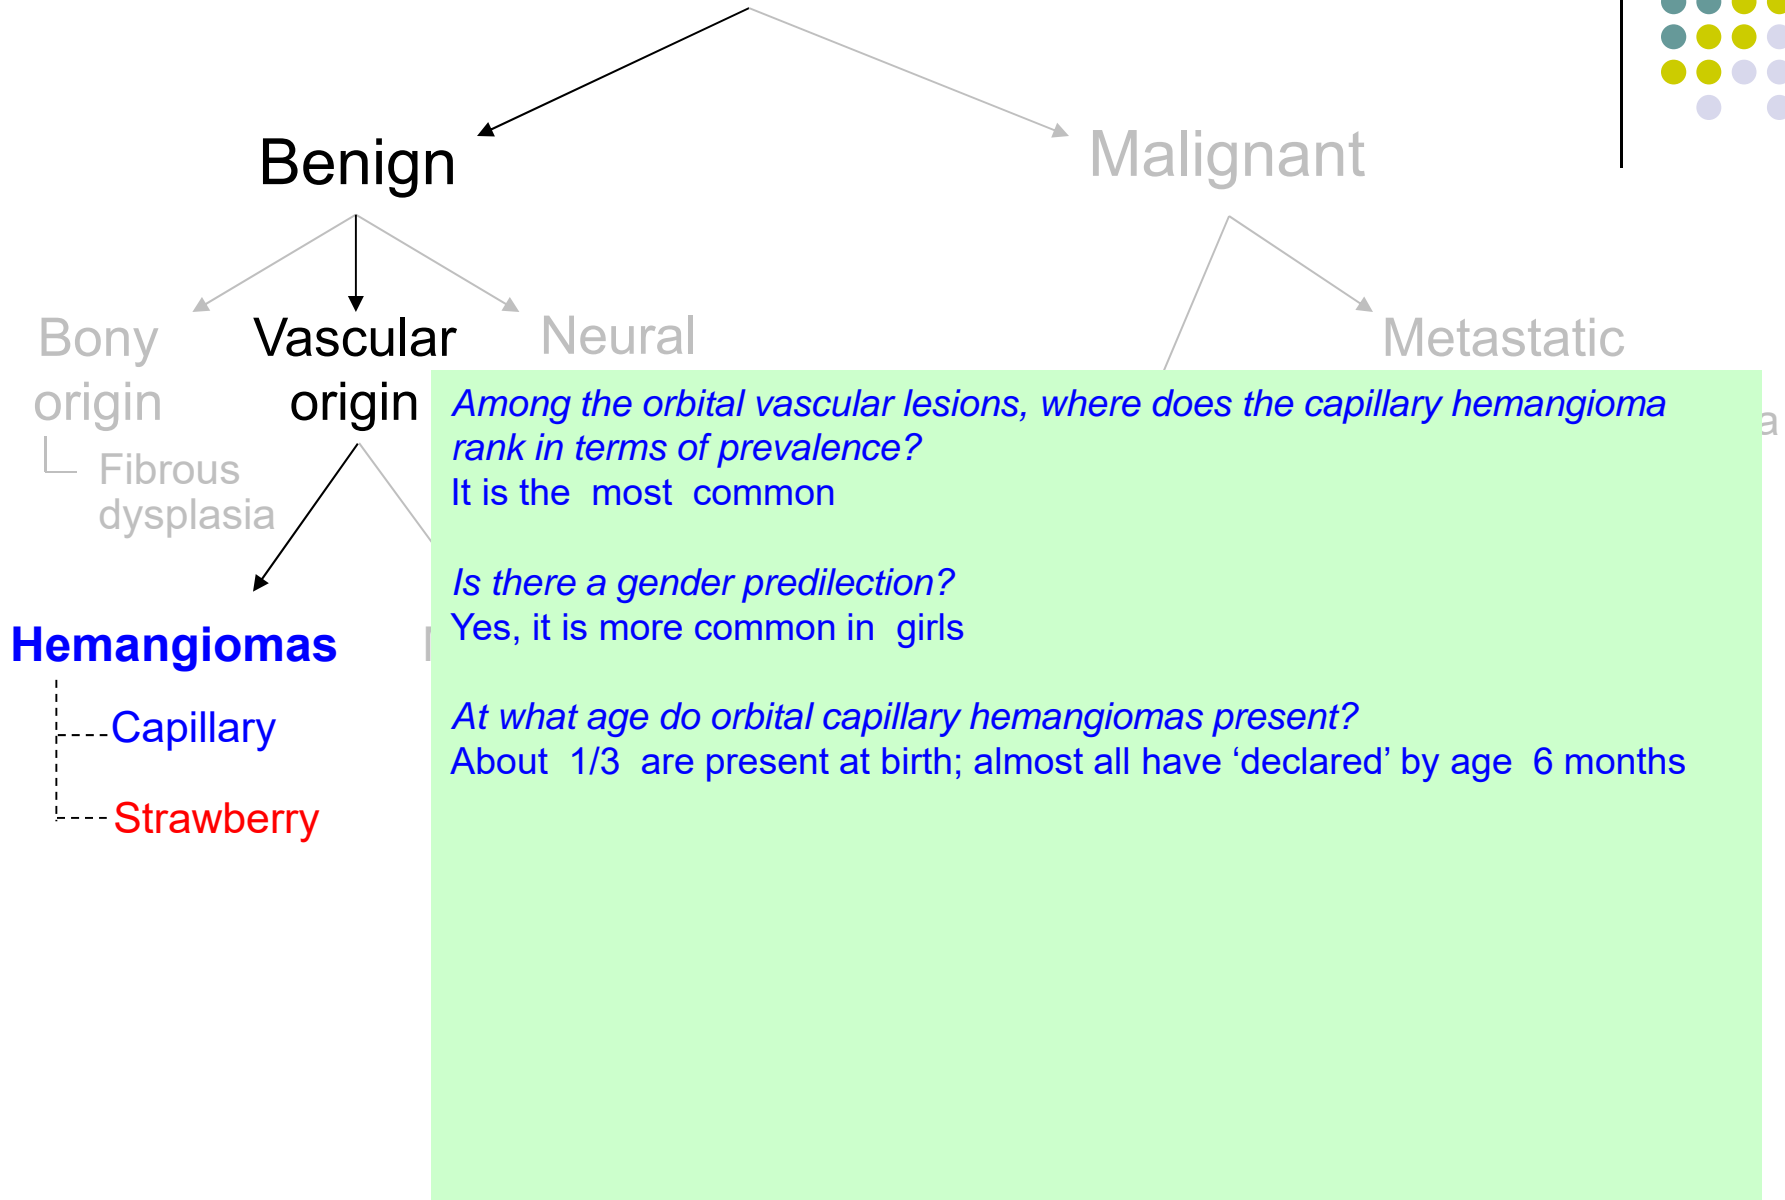 Benign
Malignant
Bony
origin
Vascular
origin
Neural
Metastatic
Fibrous
dysplasia
Hemangiomas
Capillary
Strawberry
Among the orbital vascular lesions, where does the capillary hemangioma
rank in terms of prevalence?
It is the most common
Is there a gender predilection?
Yes, it is more common in girls
At what age do orbital capillary hemangiomas present?
About 1/3 are present at birth; almost all have ‘declared’ by age 6 months